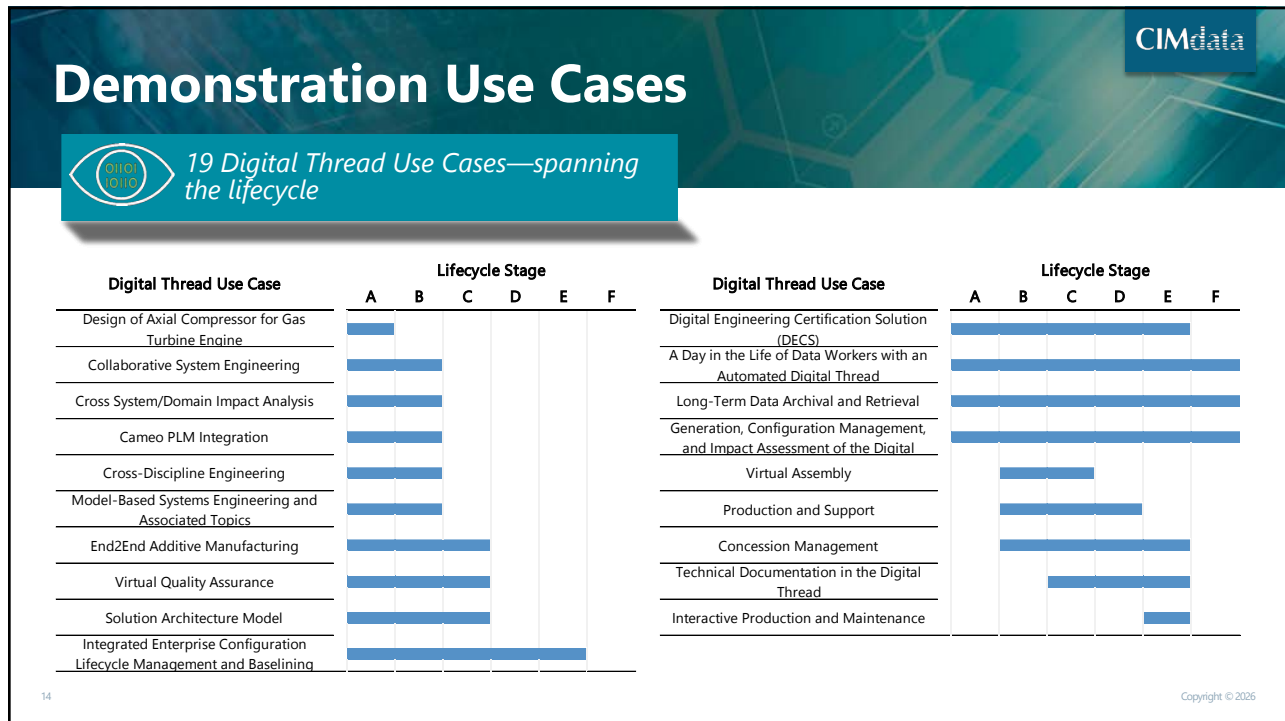 CIMdata
Demonstration Use Cases
01101
10110
19 Digital Thread Use Cases—spanning
the lifecycle
Digital Thread Use Case
Lifecycle Stage
A B C D E F
Design of Axial Compressor for Gas
Turbine Engine
Collaborative System Engineering
Cross System/Domain Impact Analysis
Cameo PLM Integration
Cross-Discipline Engineering
Model-Based Systems Engineering and
Associated Topics
End2End Additive Manufacturing
Virtual Quality Assurance
Solution Architecture Model
Integrated Enterprise Configuration
Lifecycle Management and Baselining
Digital Thread Use Case
Lifecycle Stage
A B C D E F
Digital Engineering Certification Solution
(DECS)
A Day in the Life of Data Workers with an
Automated Digital Thread
Long-Term Data Archival and Retrieval
Generation, Configuration Management,
and Impact Assessment of the Digital
Virtual Assembly
Production and Support
Concession Management
Technical Documentation in the Digital
Thread
Interactive Production and Maintenance
14
Copyright © 2026